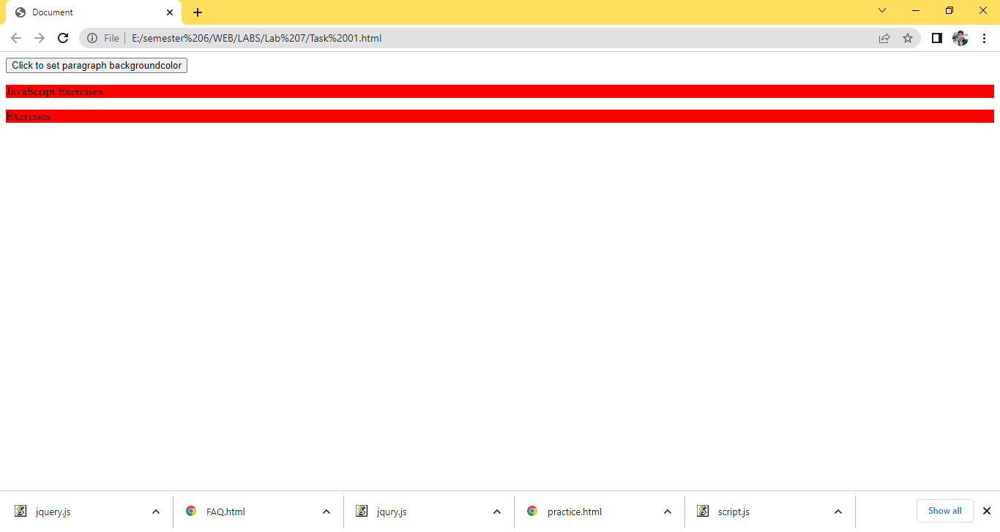 Document
File
E:/semester%206/WEB/LABS/Lab%207/Task%2001.html
Click to set paragraph backgroundcolor
JavaScript Exercises
Exercises
jquery.js
FAQ.html
jqury.js
practice.html
script.js
Show all